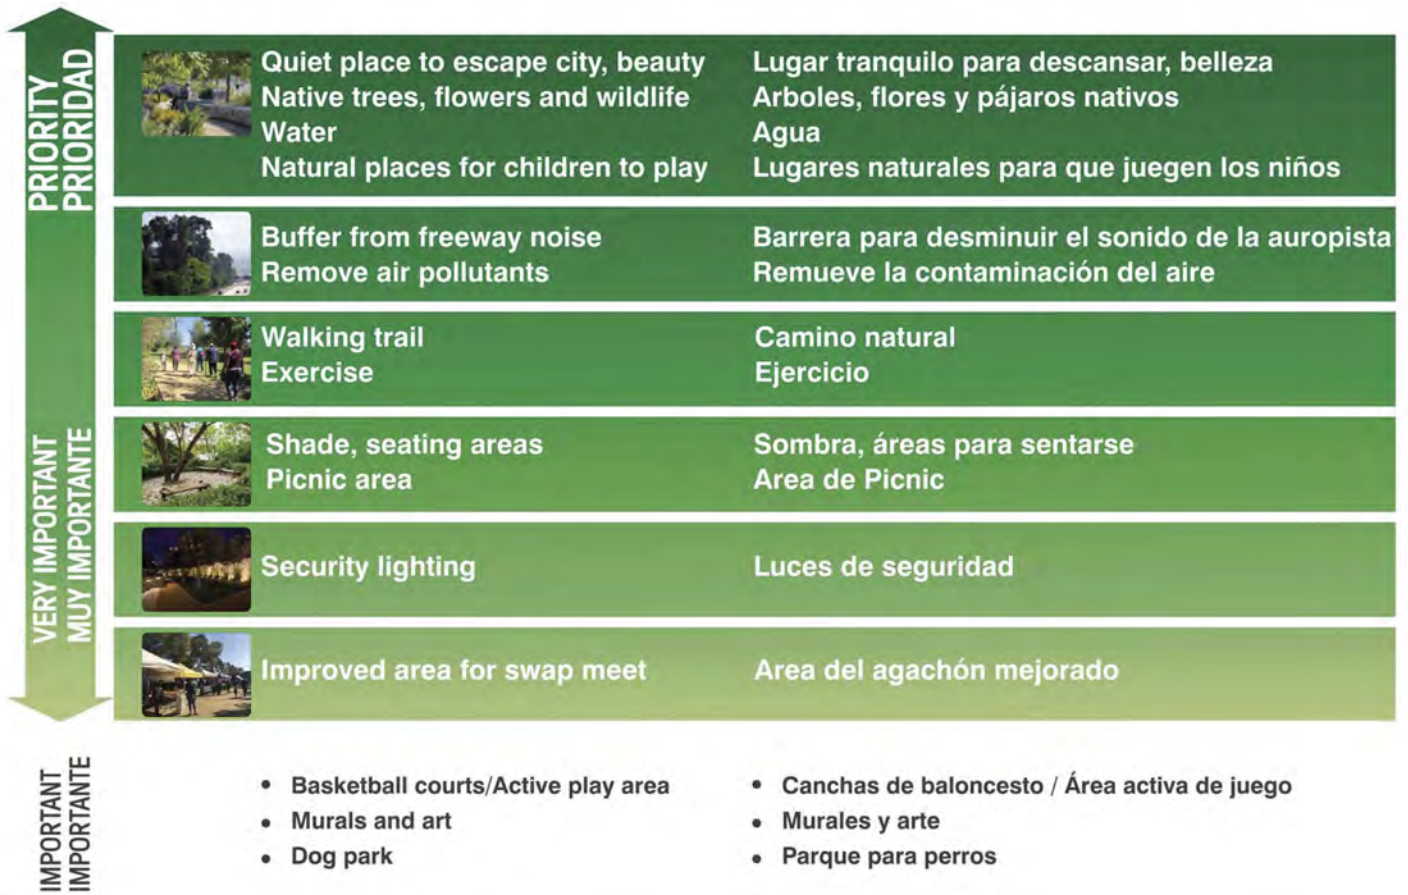 PRIORITY
PRIORIDAD
Quiet place to escape city, beauty
Native trees, flowers and wildlife
Water
Natural places for children to play
Lugar tranquilo para descansar, belleza
Arboles, flores y pájaros nativos
Agua
Lugares naturales para que juegen los niños
Buffer from freeway noise
Remove air pollutants
Barrera para desminuir el sonido de la auropista
Remueve la contaminación del aire
Walking trail
Exercise
Camino natural
Ejercicio
VERY IMPORTANT
MUY IMPORTANTE
Shade, seating areas
Picnic area
Sombra, áreas para sentarse
Area de Picnic
Security lighting
Luces de seguridad
Improved area for swap meet
Area del agachón mejorado
IMPORTANT
IMPORTANTE
• Basketball courts/Active play area
• Murals and art
• Dog park
• Canchas de baloncesto / Área activa de juego
• Murales y arte
• Parque para perros